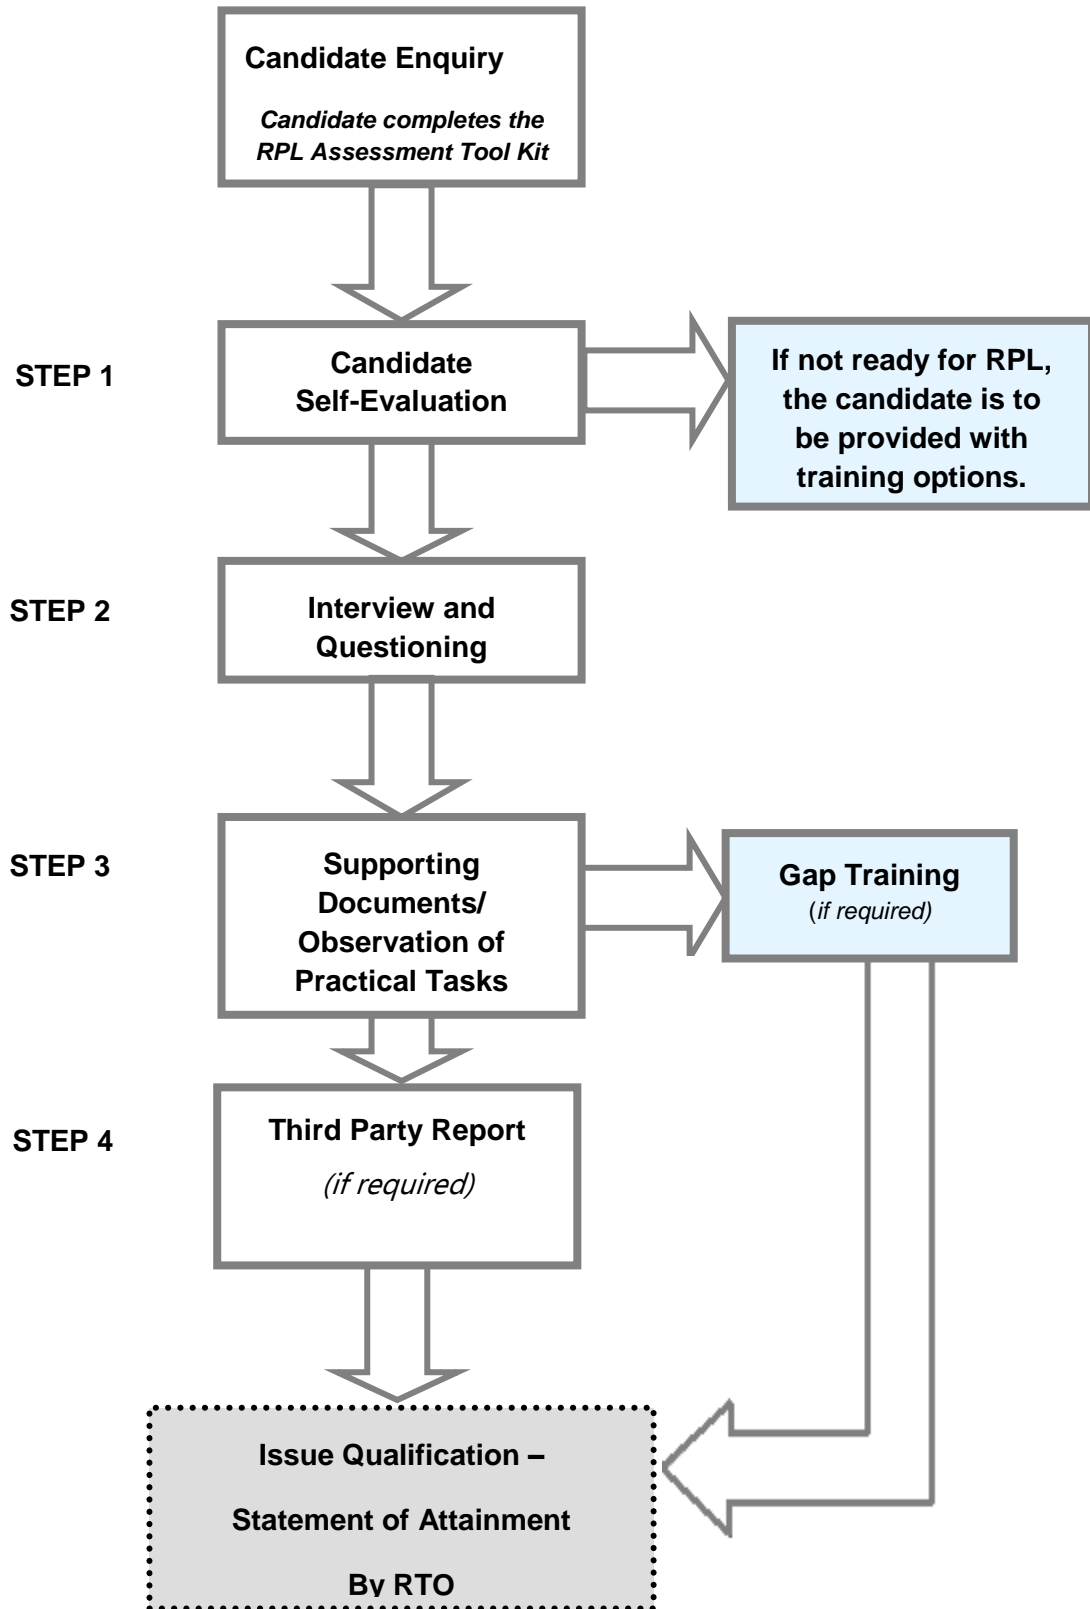 Candidate Enquiry
Candidate completes the
RPL Assessment Tool Kit
STEP 1
Candidate
Self-Evaluation
If not ready for RPL,
the candidate is to
be provided with
training options.
STEP 2
Interview and
Questioning
STEP 3
Supporting
Documents/
Observation of
Practical Tasks
Gap Training
(if required)
STEP 4
Third Party Report
(if required)
Issue Qualification –
Statement of Attainment
By RTO